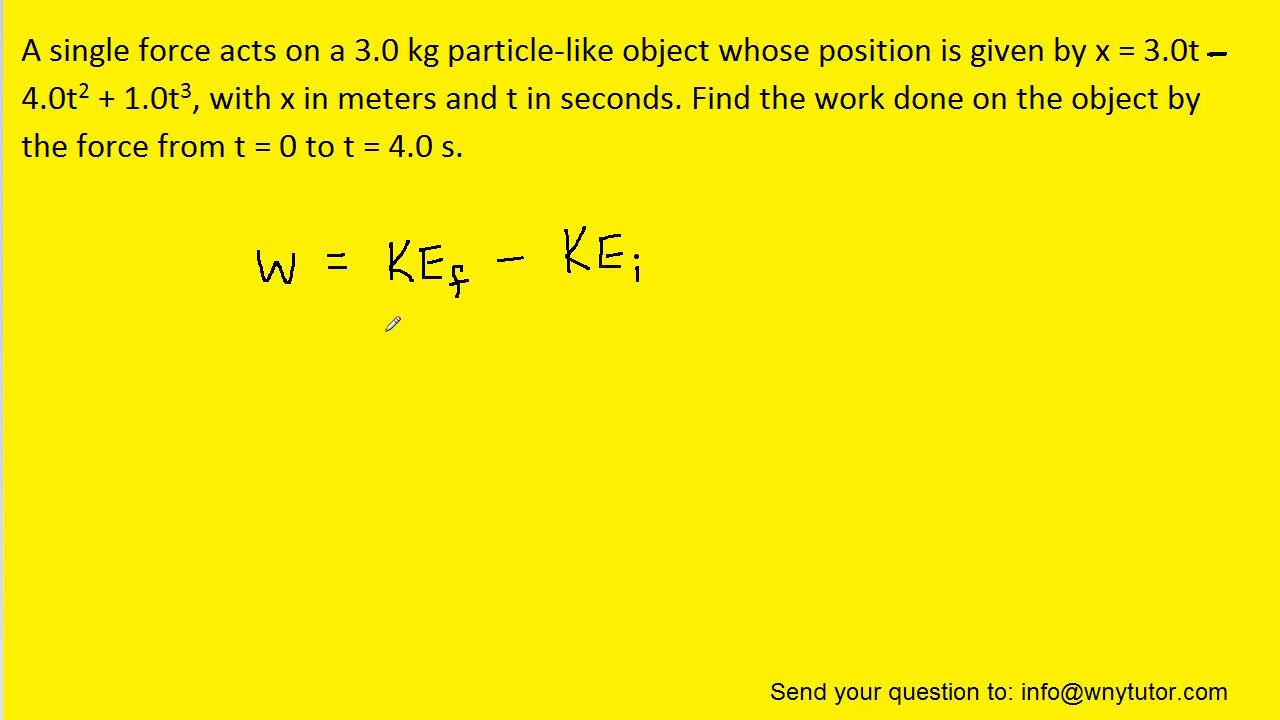 A single force acts on a 3.0 kg particle-like object whose position is given by x = 3.0t –
4.0t² + 1.0t³, with x in meters and t in seconds. Find the work done on the object by
the force from t = 0 to t = 4.0 s.
W = KE_f – KE_i
Send your question to: info@wnytutor.com